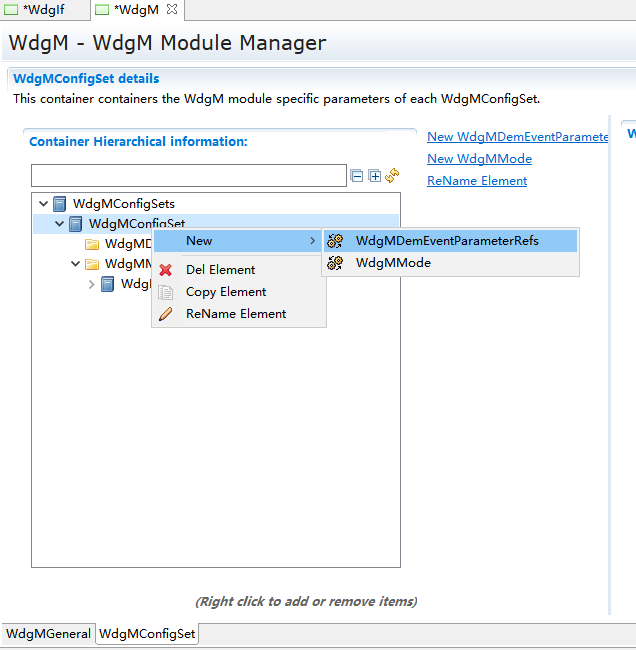 *WdgIf
*WdgM
WdgM - WdgM Module Manager
WdgMConfigSet details
This container containers the WdgM module specific parameters of each WdgMConfigSet.
Container Hierarchical information:
New WdgMDemEventParamete
New WdgMMode
ReName Element
WdgMConfigSets
WdgMConfigSet
WdgMD
WdgMM
Wdg
New
Del Element
Copy Element
ReName Element
WdgMDemEventParameterRefs
WdgMMode
(Right click to add or remove items)
WdgMGeneral
WdgMConfigSet